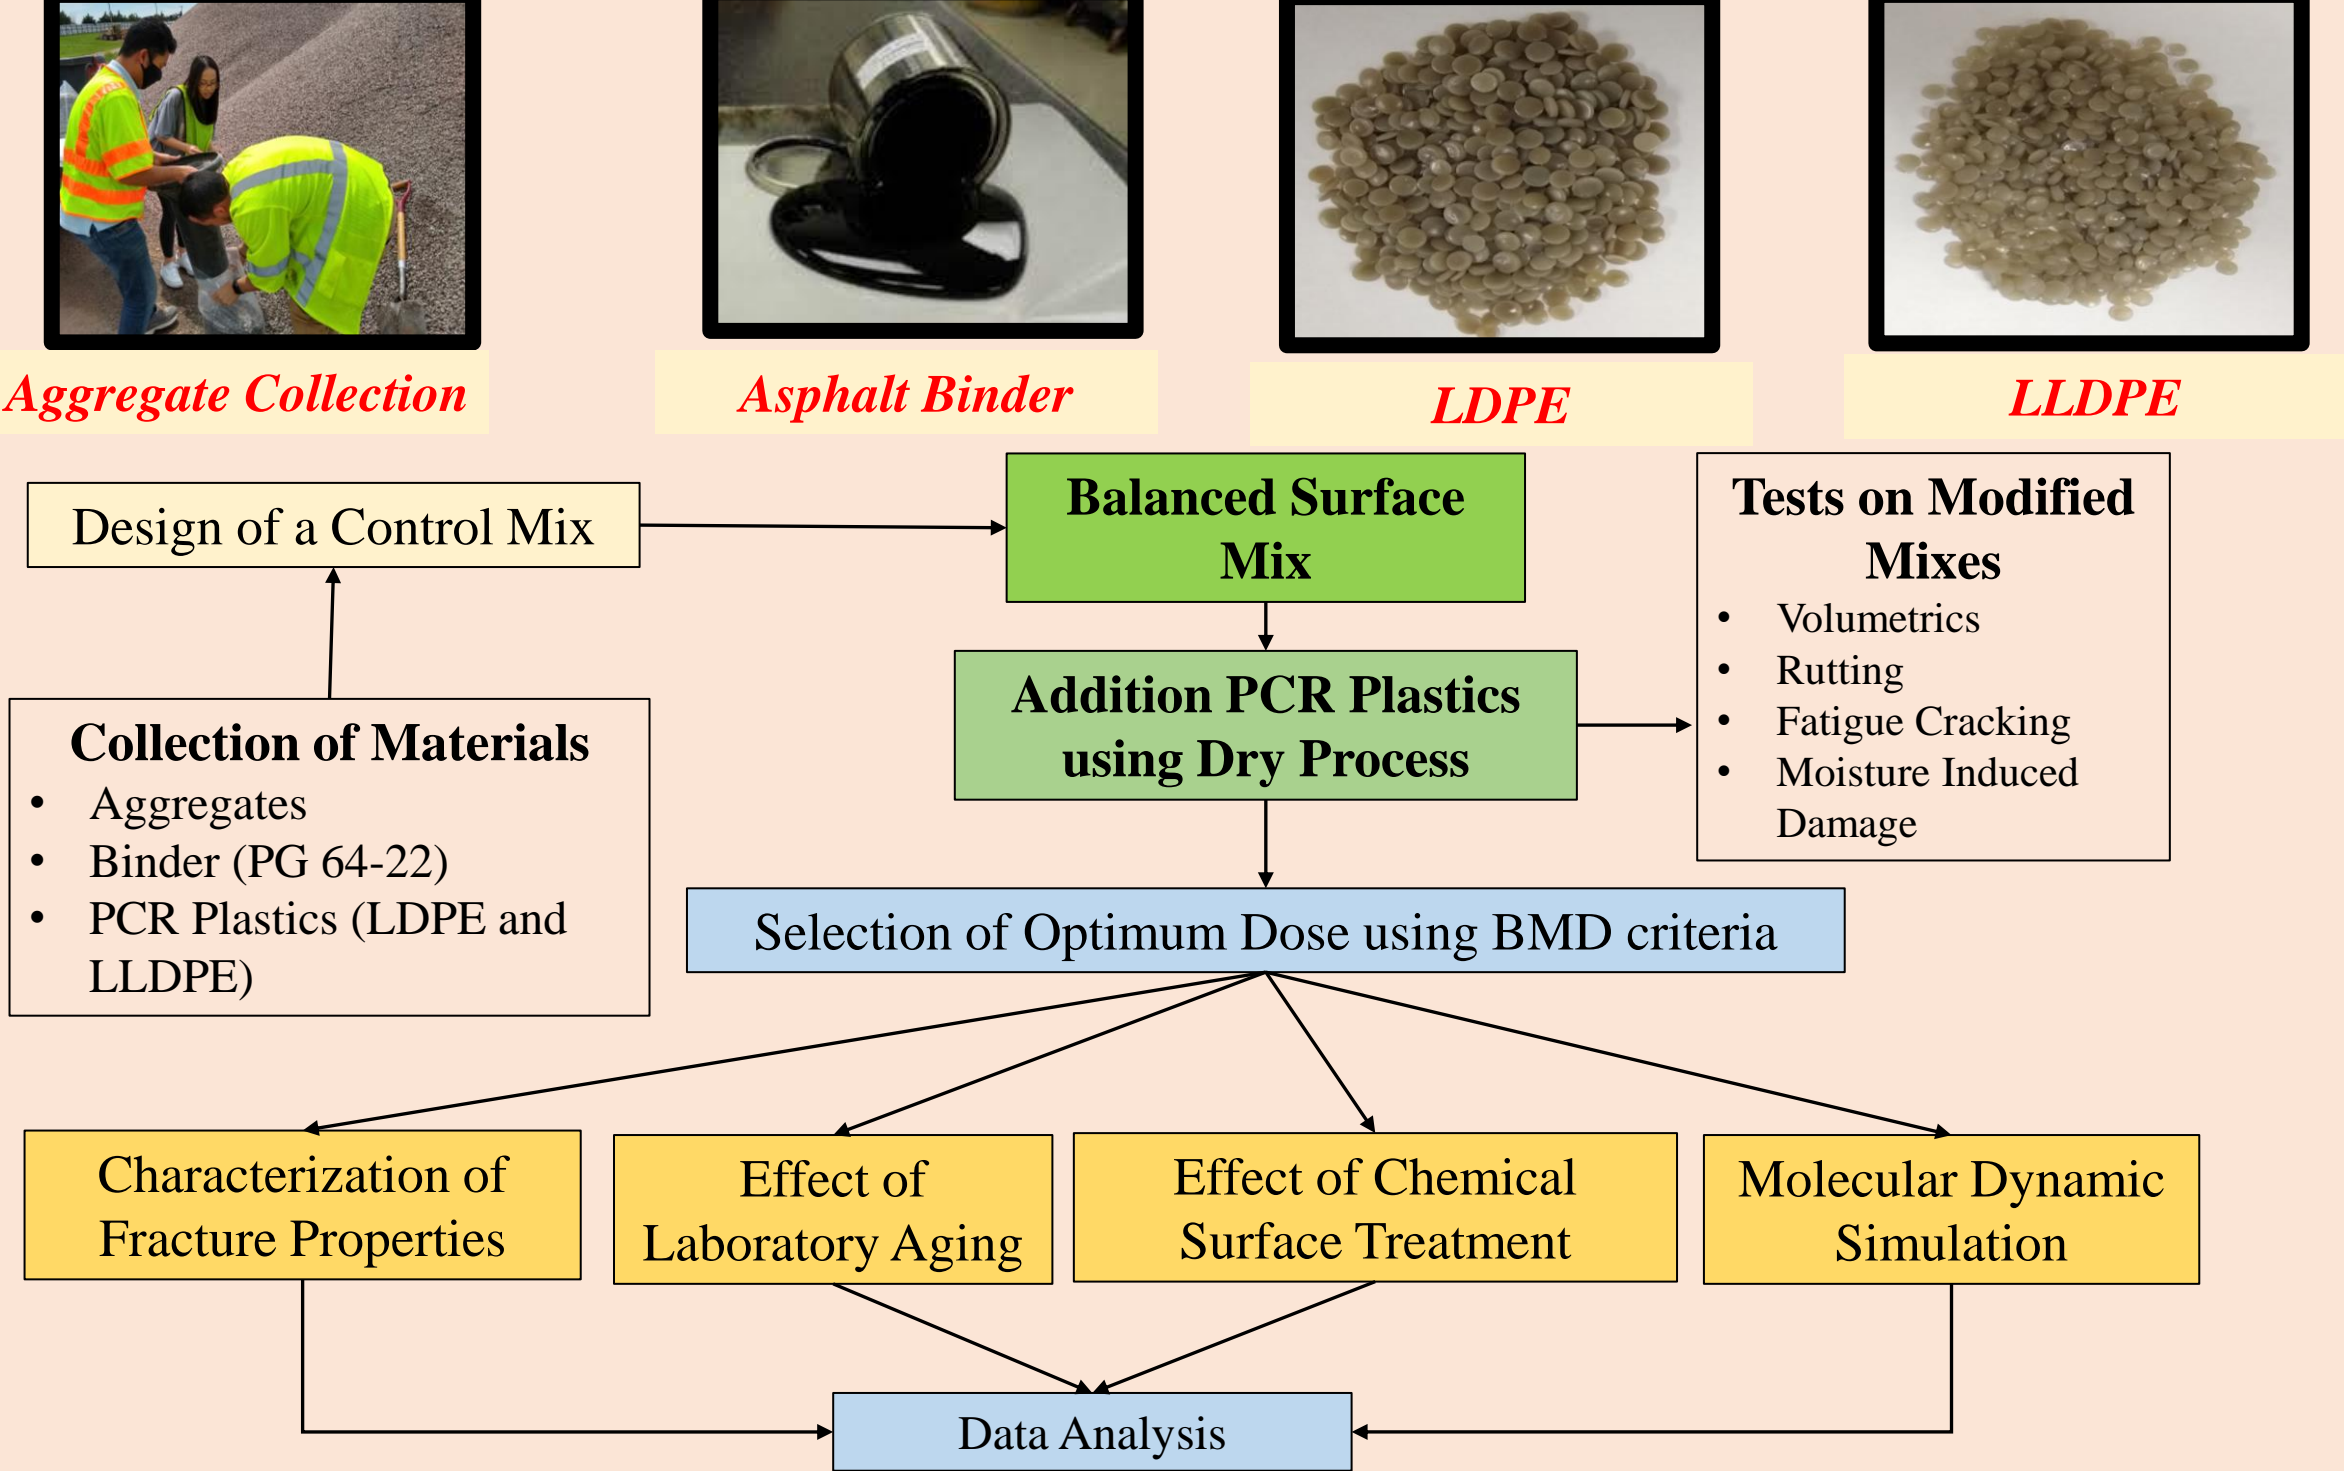 Aggregate Collection
Asphalt Binder
LDPE
LLDPE
Design of a Control Mix
Balanced Surface
Mix
Tests on Modified
Mixes
• Volumetrics
• Rutting
• Fatigue Cracking
• Moisture Induced
Damage
Addition PCR Plastics
using Dry Process
Collection of Materials
• Aggregates
• Binder (PG 64-22)
• PCR Plastics (LDPE and
LLDPE)
Selection of Optimum Dose using BMD criteria
Characterization of
Fracture Properties
Effect of
Laboratory Aging
Effect of Chemical
Surface Treatment
Molecular Dynamic
Simulation
Data Analysis